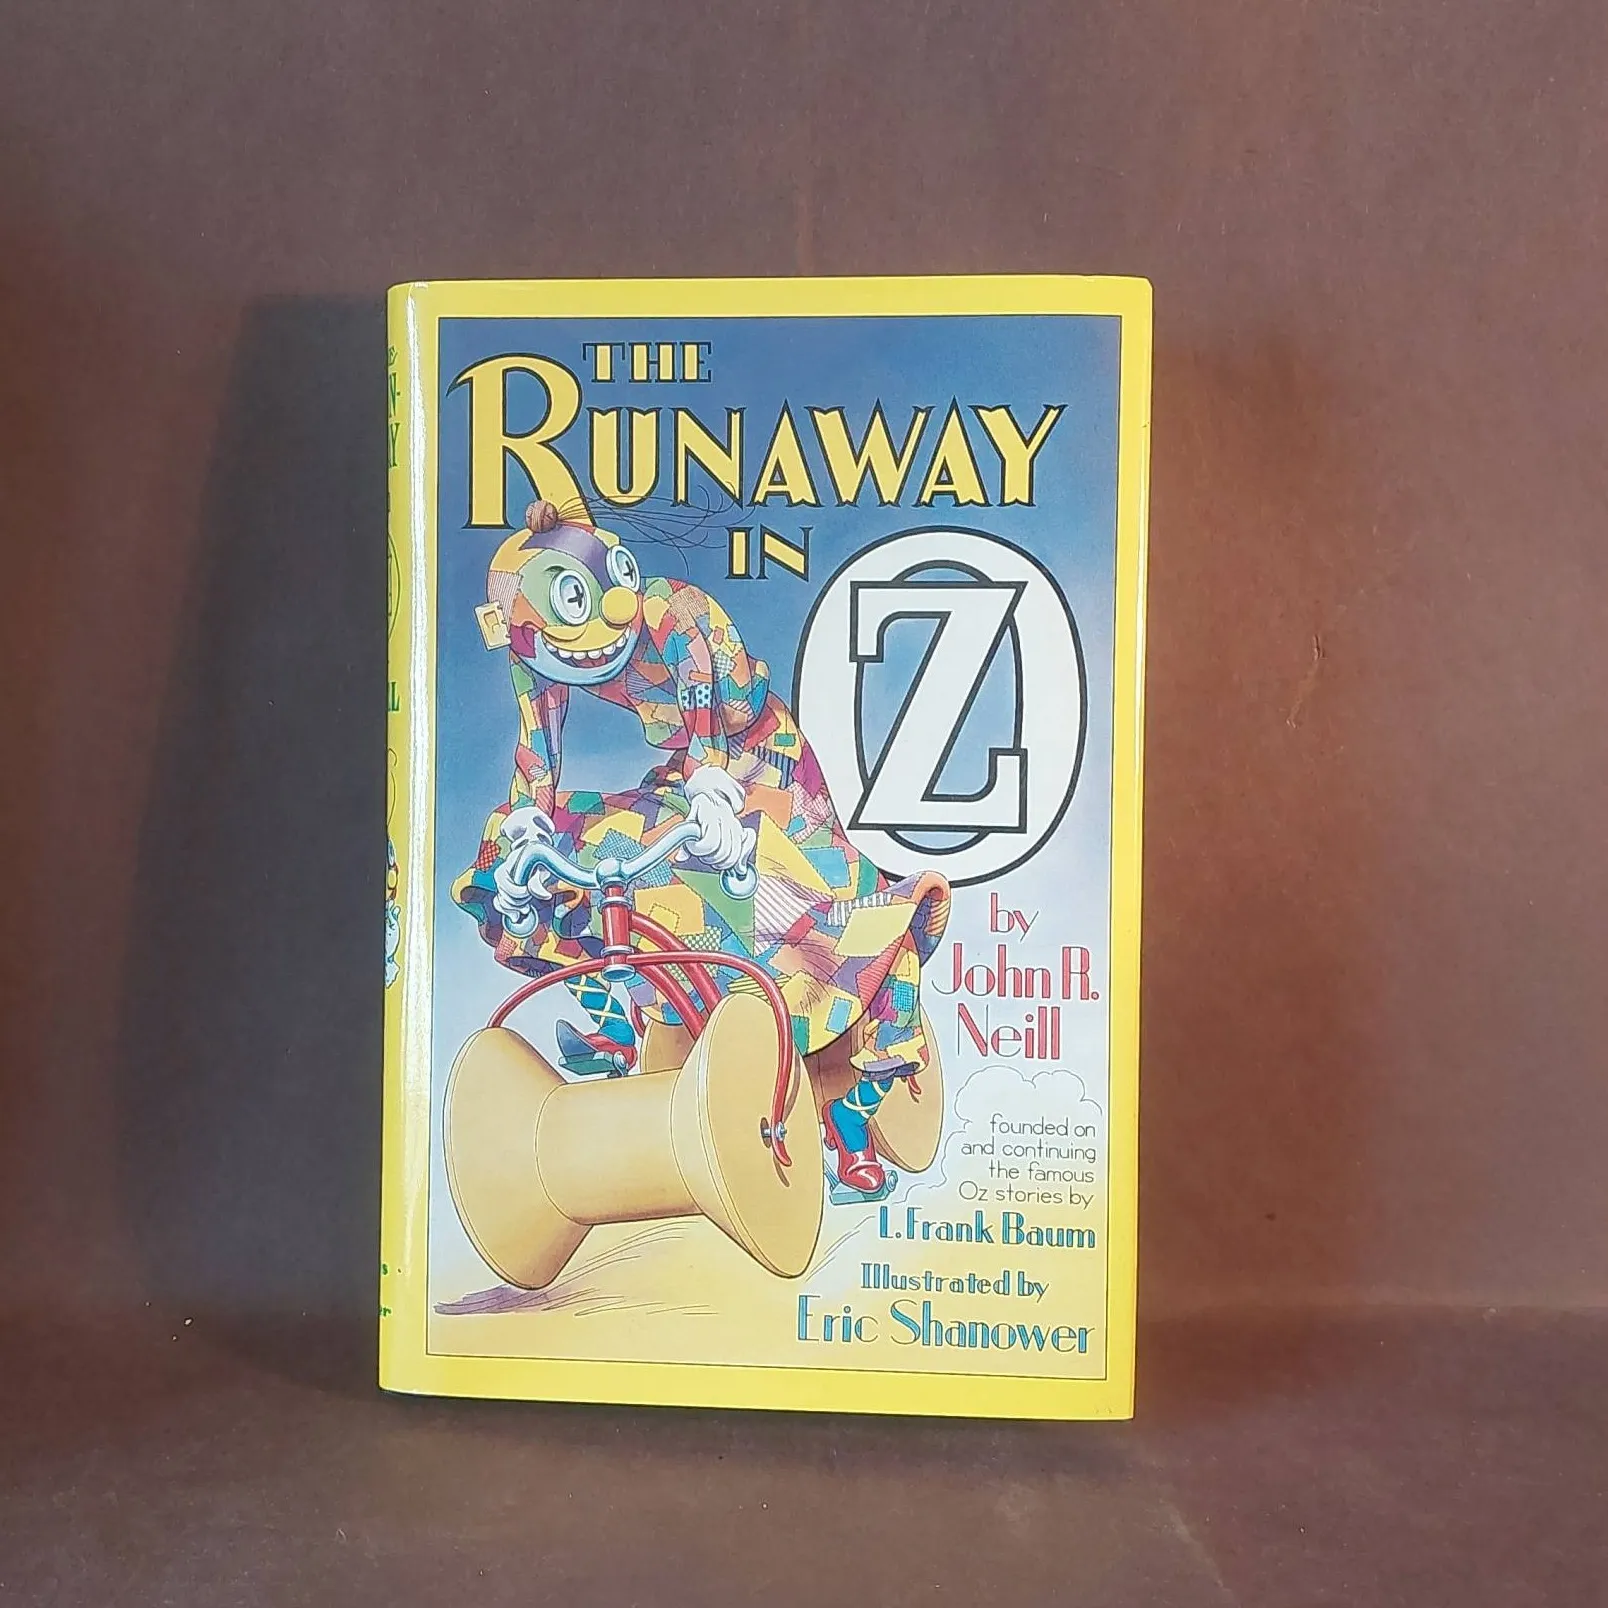 THE
RUNAWAY
IN
OZ
by
John R.
Neill
founded on
and continuing
the famous
Oz stories by
L. Frank Baum
Illustrated by
Eric Shanower